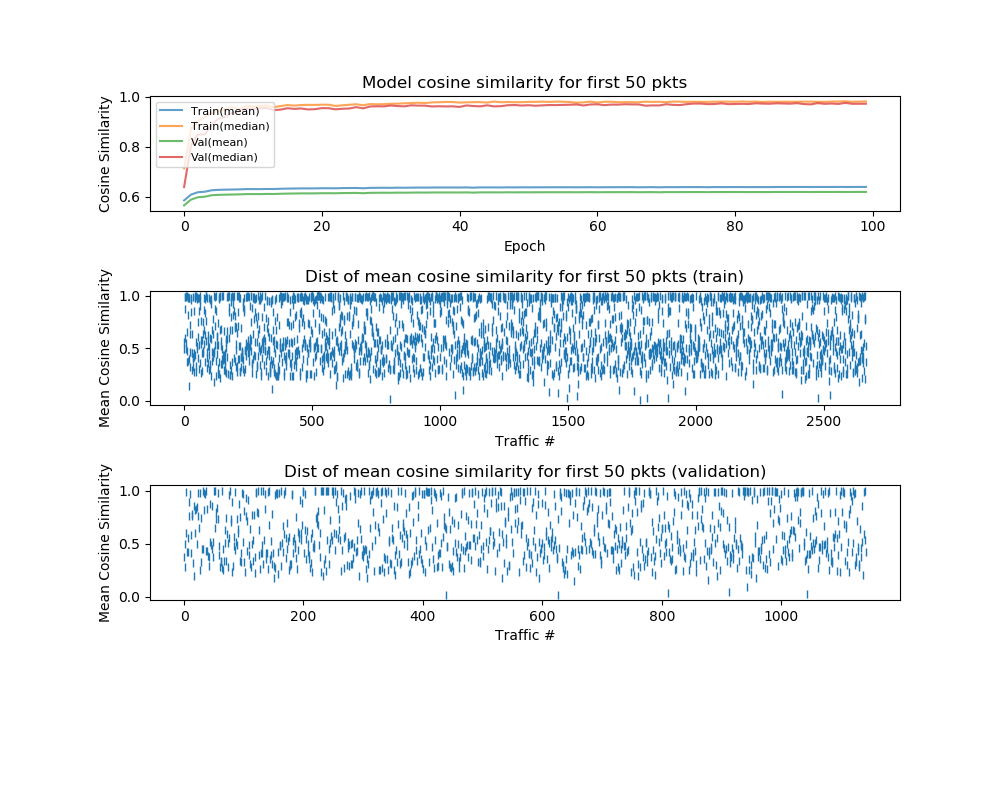 Model cosine similarity for first 50 pkts
Cosine Similarity
1.0
0.8
0.6
Train(mean)
Train(median)
Val(mean)
Val(median)
0 20 40 60 80 100
Epoch
Dist of mean cosine similarity for first 50 pkts (train)
Mean Cosine Similarity
1.0
0.5
0.0
0 500 1000 1500 2000 2500
Traffic #
Dist of mean cosine similarity for first 50 pkts (validation)
Mean Cosine Similarity
1.0
0.5
0.0
0 200 400 600 800 1000
Traffic #